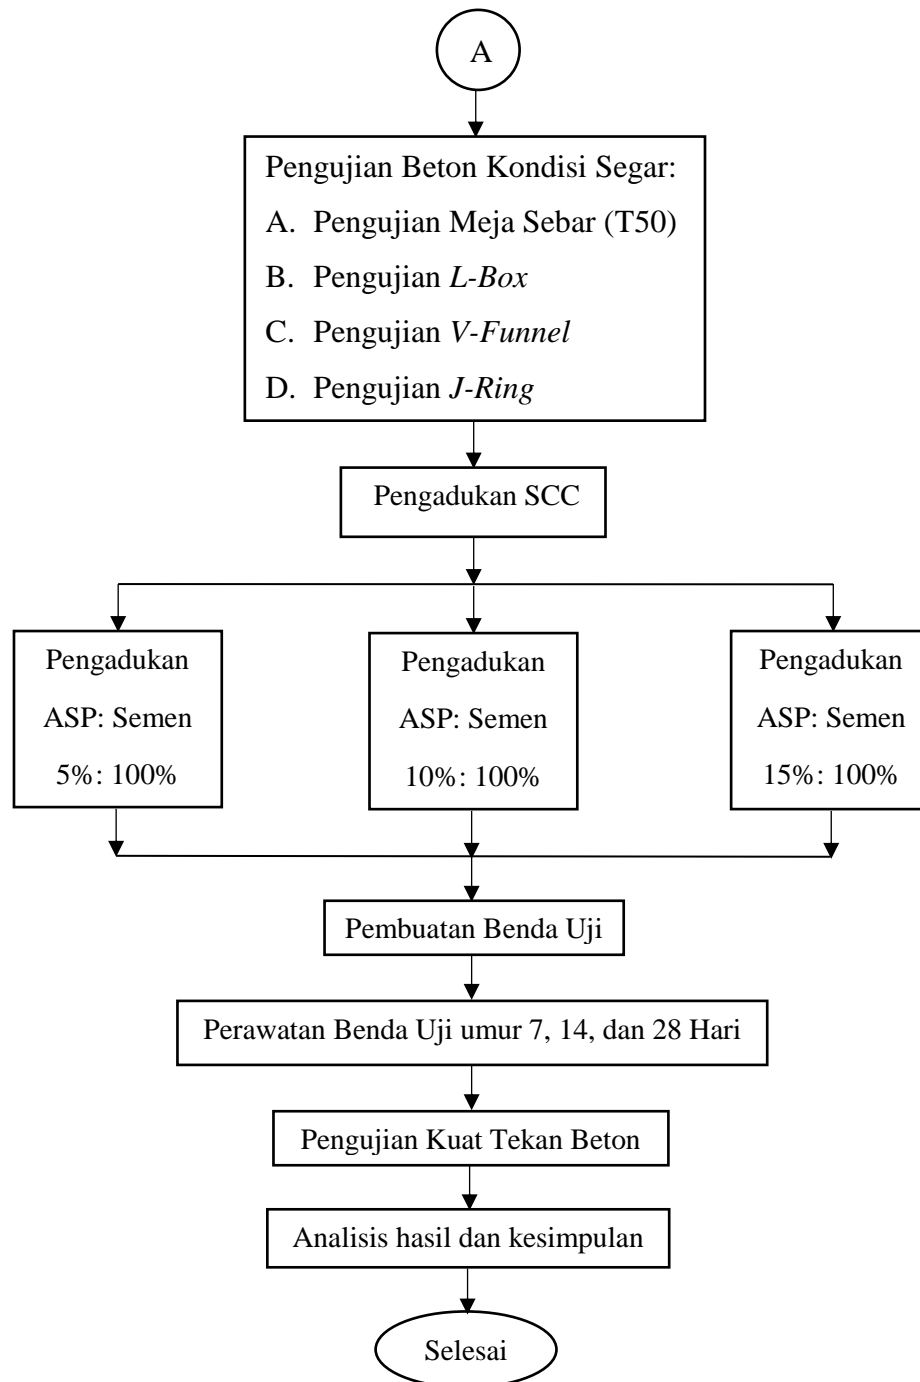 A
Pengujian Beton Kondisi Segar:
A. Pengujian Meja Sebar (T50)
B. Pengujian L-Box
C. Pengujian V-Funnel
D. Pengujian J-Ring
Pengadukan SCC
Pengadukan
ASP: Semen
5%: 100%
Pengadukan
ASP: Semen
10%: 100%
Pengadukan
ASP: Semen
15%: 100%
Pembuatan Benda Uji
Perawatan Benda Uji umur 7, 14, dan 28 Hari
Pengujian Kuat Tekan Beton
Analisis hasil dan kesimpulan
Selesai